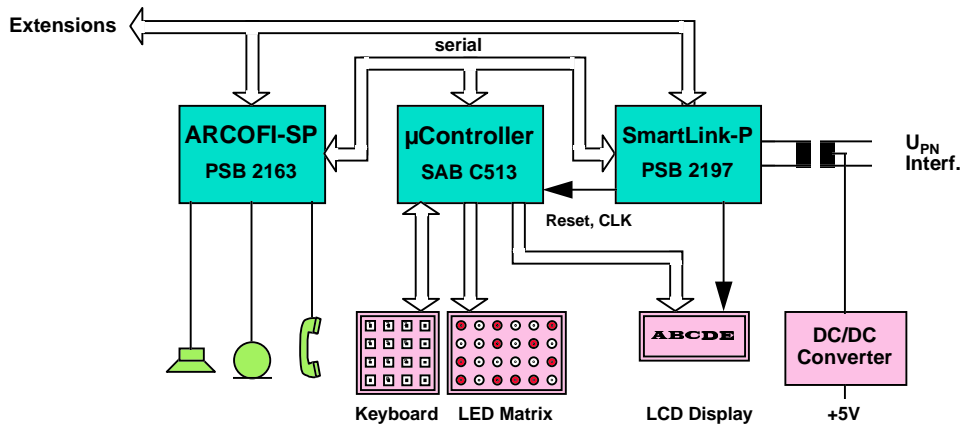 Extensions
serial
ARCOFI-SP
PSB 2163
µController
SAB C513
SmartLink-P
PSB 2197
UPN
Interf.
Reset, CLK
ABCDE
DC/DC
Converter
Keyboard
LED Matrix
LCD Display
+5V